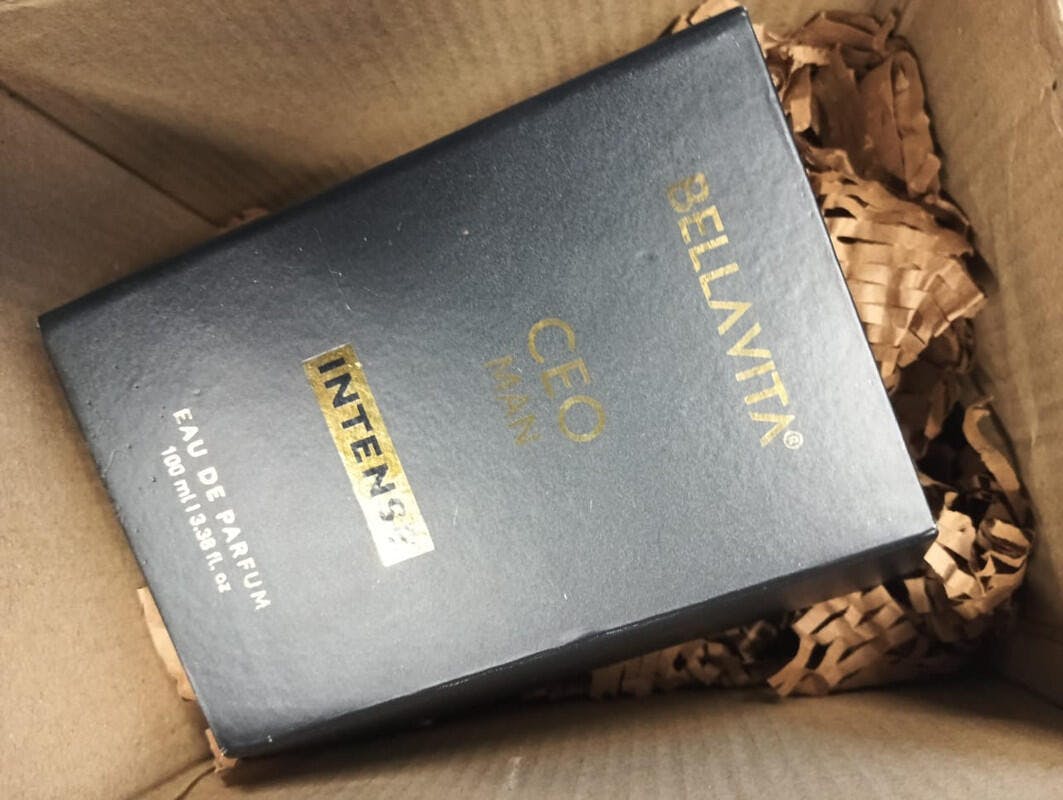 BELLAVITA®
CEO
MAN
INTENSE
EAU DE PARFUM
100 ml | 3.38 fl. oz